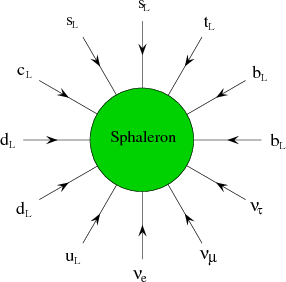 s_L
s_L
t_L
c_L
b_L
d_L
Sphaleron
b_L
d_L
ν_τ
u_L
ν_e
ν_μ